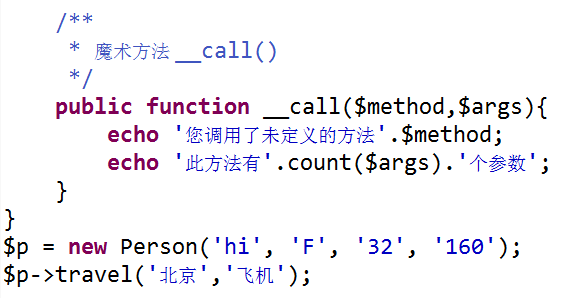 /**
 * 魔术方法 __call()
 */
public function __call($method,$args){
    echo '您调用了未定义的方法'.$method;
    echo '此方法有'.count($args).'个参数';
}
}
$p = new Person('hi', 'F', '32', '160');
$p->travel('北京','飞机');